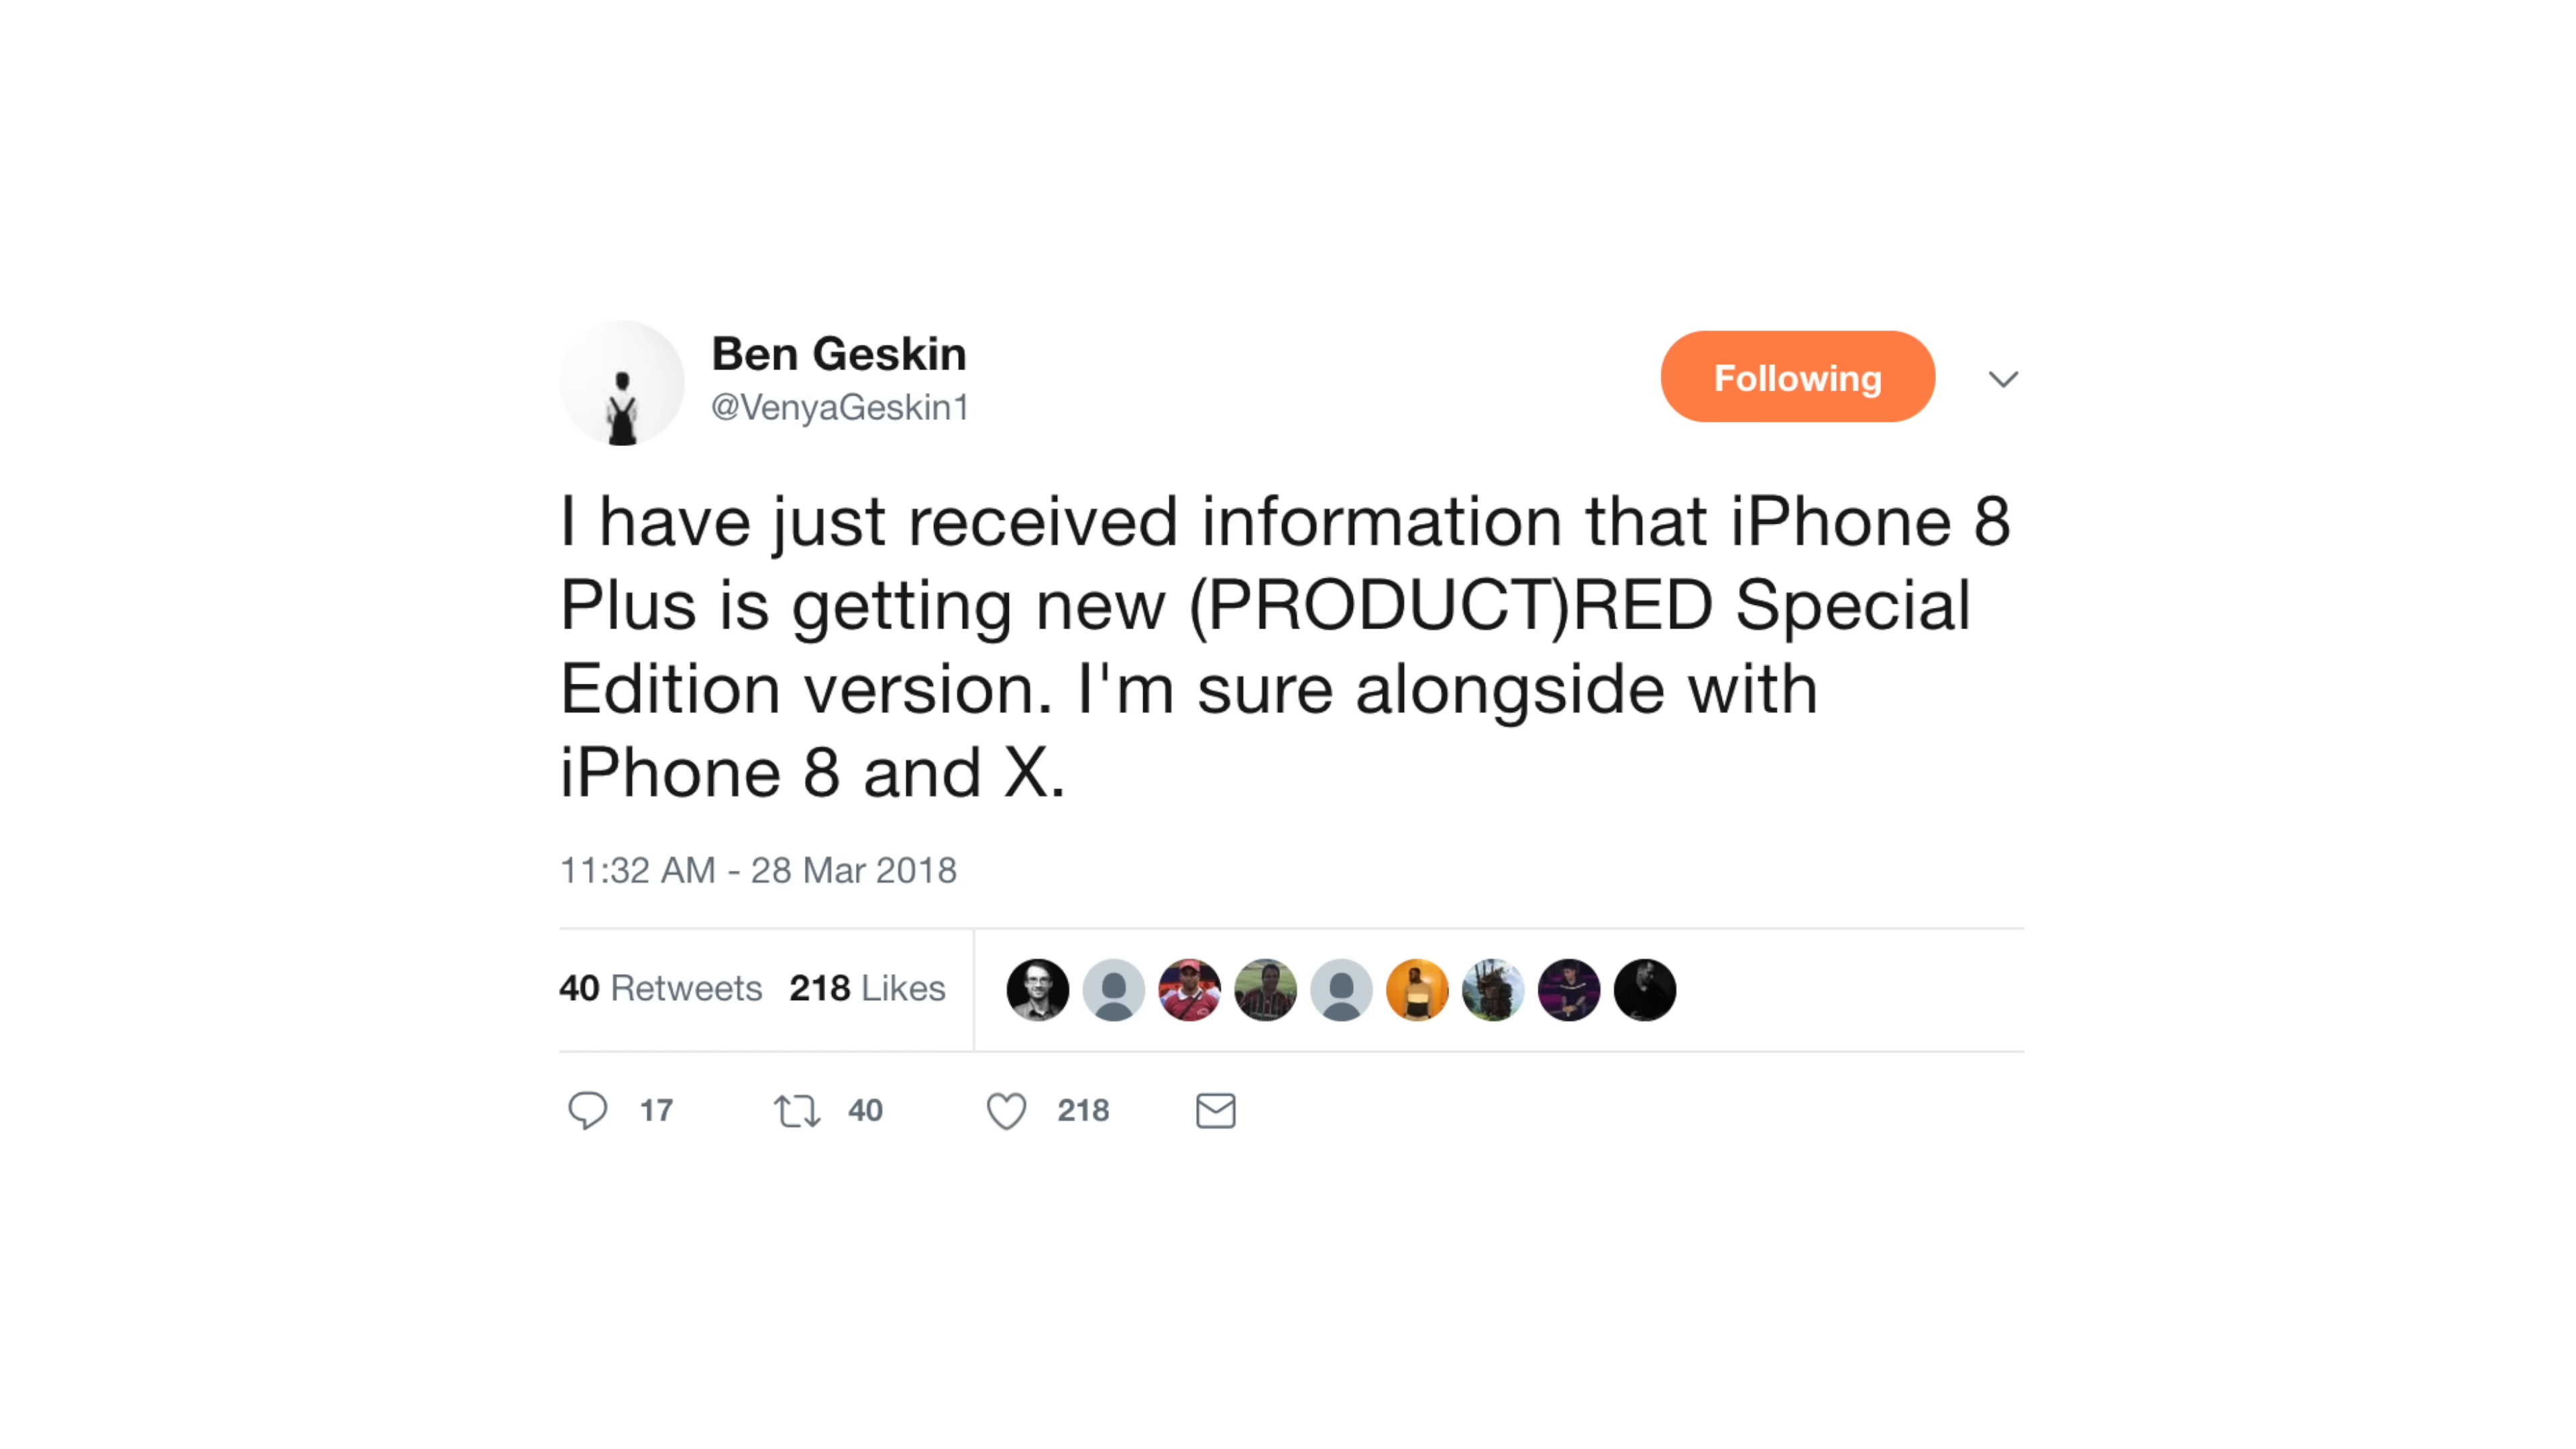 Ben Geskin
@VenyaGeskin1
Following
I have just received information that iPhone 8
Plus is getting new (PRODUCT)RED Special
Edition version. I'm sure alongside with
iPhone 8 and X.
11:32 AM - 28 Mar 2018
40 Retweets 218 Likes
17 40 218